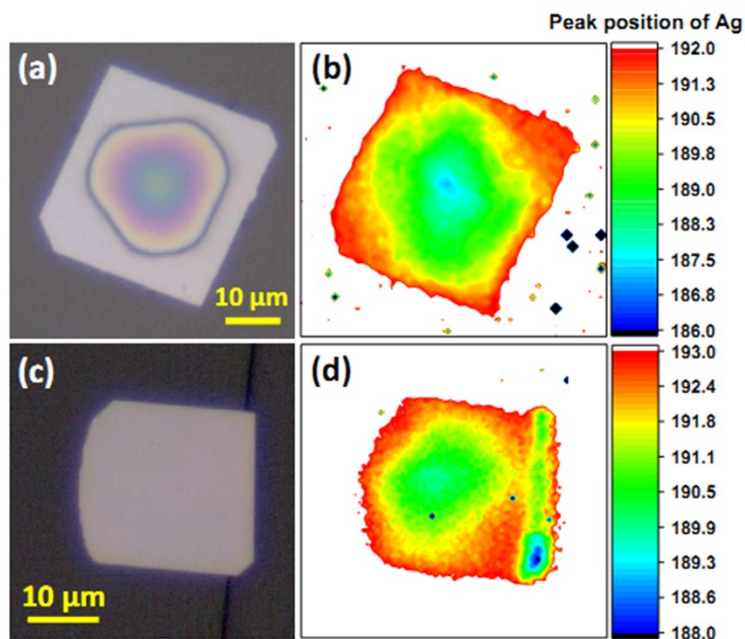 Peak position of Ag
(a)
(b)
10 µm
192.0
191.3
190.5
189.8
189.0
188.3
187.5
186.8
186.0
(c)
(d)
10 µm
193.0
192.4
191.8
191.1
190.5
189.9
189.3
188.6
188.0